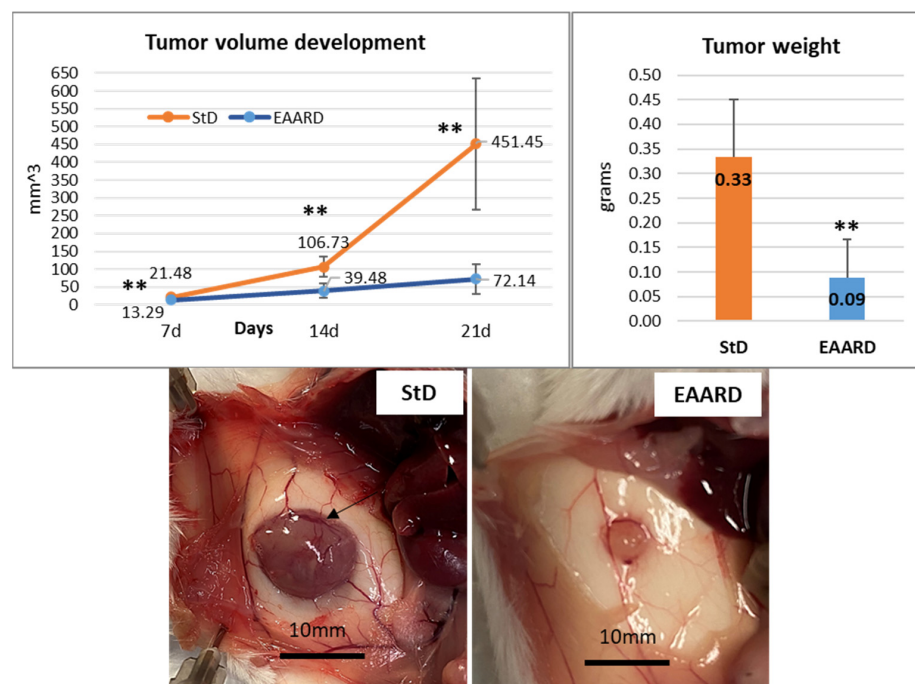 Tumor volume development
mm^3
650
600
550
500
450
400
350
300
250
200
150
100
50
0
StD
EAARD
**
21.48
13.29
**
106.73
39.48
**
451.45
72.14
7d
Days
14d
21d
Tumor weight
grams
0.50
0.45
0.40
0.35
0.30
0.25
0.20
0.15
0.10
0.05
0.00
0.33
**
0.09
StD
EAARD
StD
10mm
EAARD
10mm